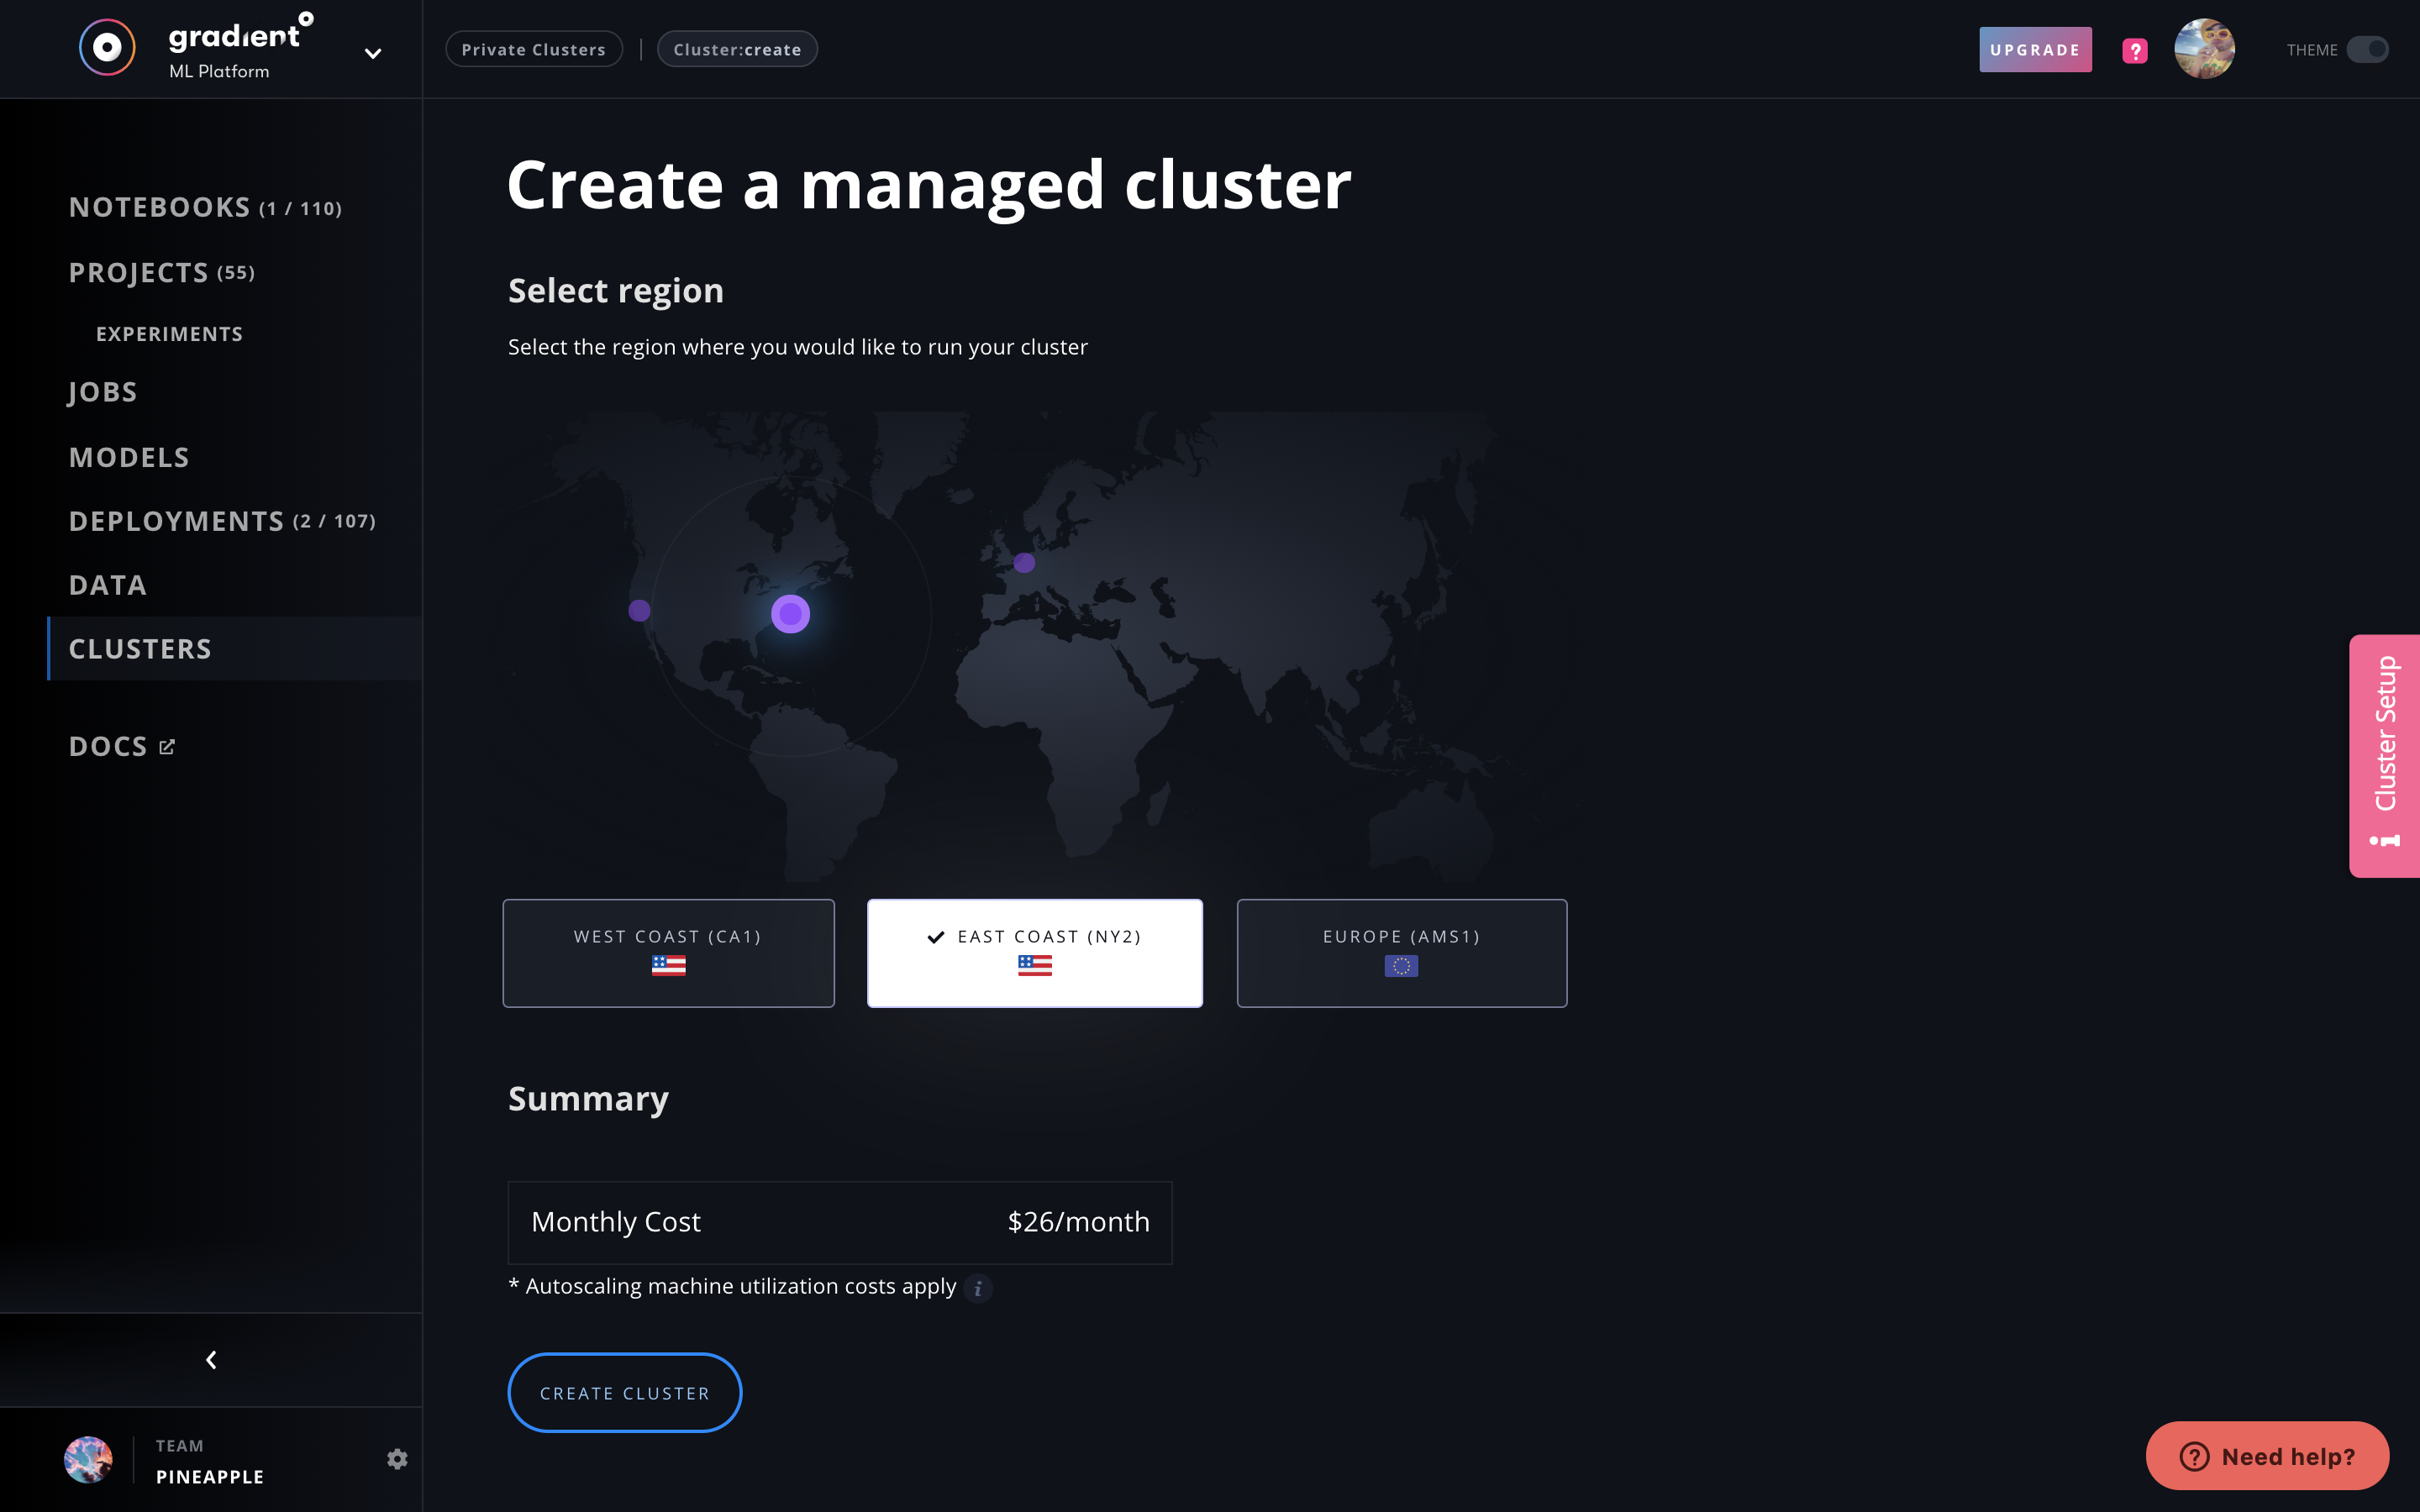 gradient
ML Platform
Private Clusters
Cluster:create
UPGRADE
?
THEME
NOTEBOOKS (1 / 110)
PROJECTS (55)
EXPERIMENTS
JOBS
MODELS
DEPLOYMENTS (2 / 107)
DATA
CLUSTERS
DOCS
TEAM
PINEAPPLE
Create a managed cluster
Select region
Select the region where you would like to run your cluster
WEST COAST (CA1)
EAST COAST (NY2)
EUROPE (AMS1)
Summary
Monthly Cost $26/month
* Autoscaling machine utilization costs apply i
CREATE CLUSTER
i Cluster Setup
? Need help?